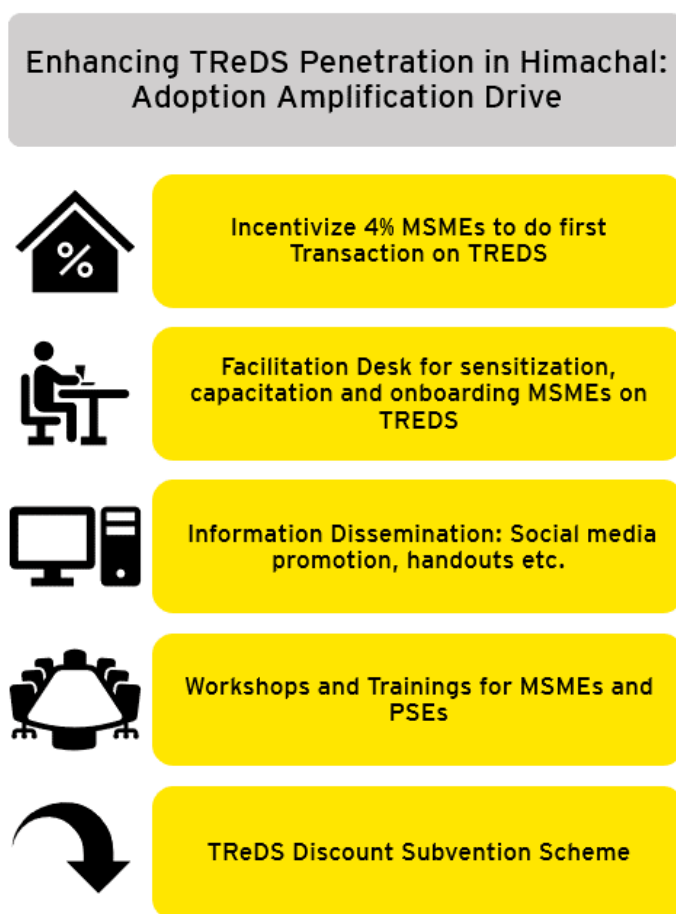 Enhancing TReDS Penetration in Himachal:
Adoption Amplification Drive
%
Incentivize 4% MSMEs to do first
Transaction on TREDS
Facilitation Desk for sensitization,
capacitation and onboarding MSMEs on
TREDS
Information Dissemination: Social media
promotion, handouts etc.
Workshops and Trainings for MSMEs and
PSEs
TReDS Discount Subvention Scheme